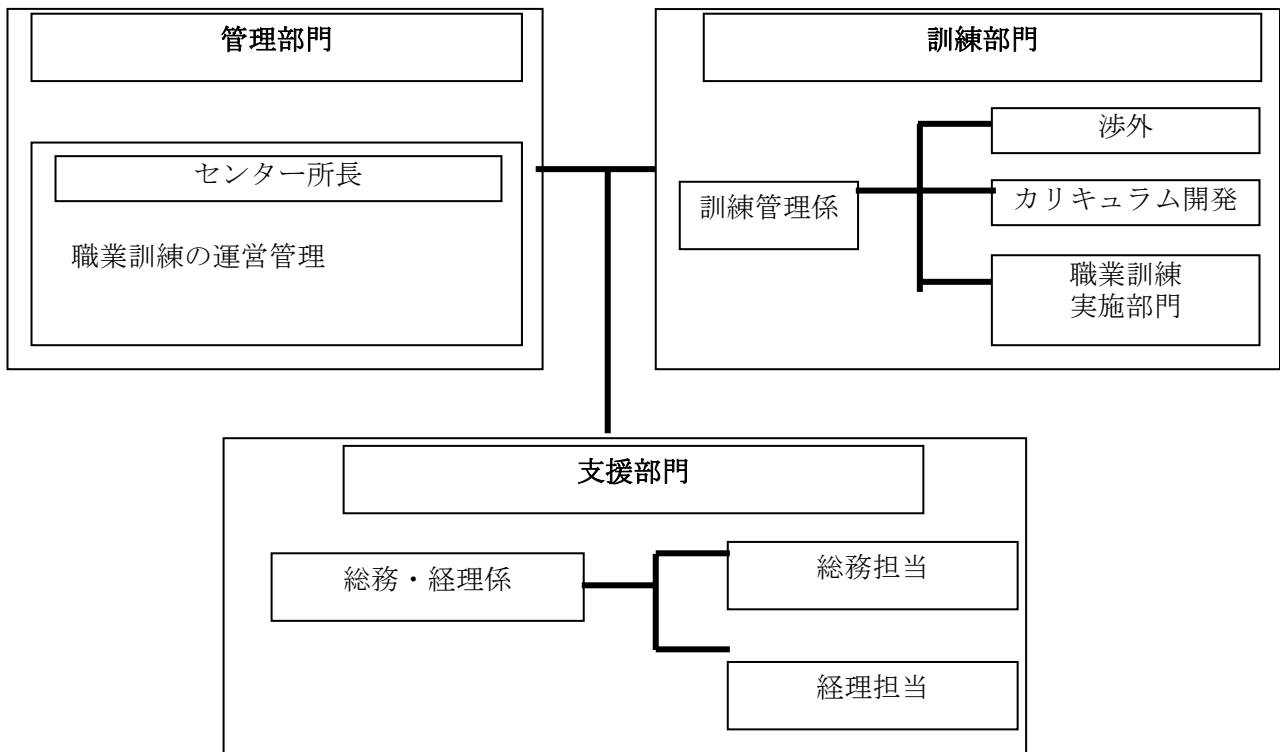 管理部門
センター所長
職業訓練の運営管理
訓練部門
訓練管理係
渉外
カリキュラム開発
職業訓練
実施部門
支援部門
総務・経理係
総務担当
経理担当